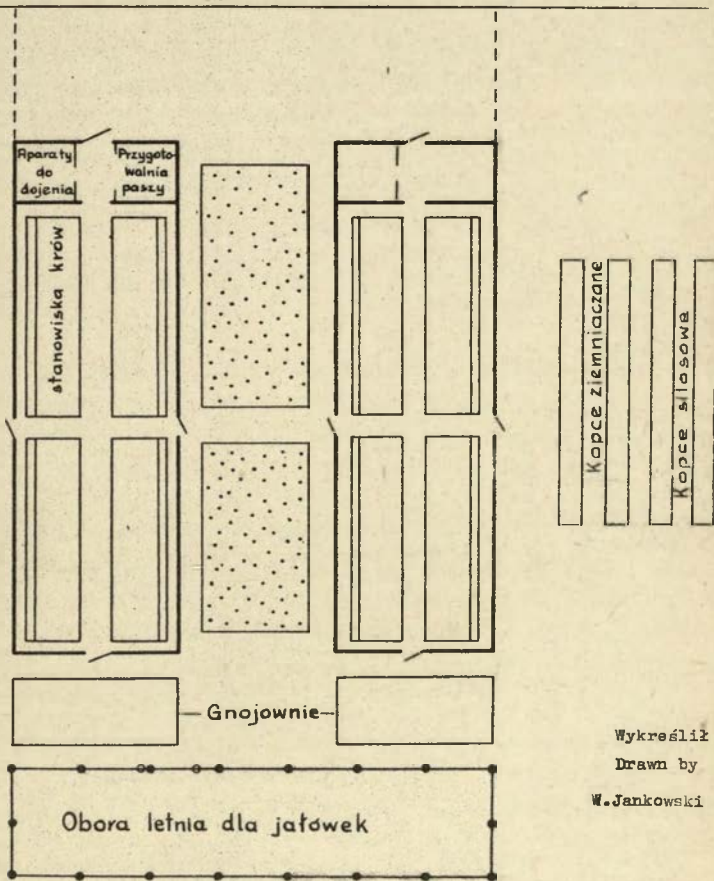 Aparaty
do
dojenia
Przygoto-
walnia
paszy
stanowiska krów
Kopce ziemniaczane
Kopce silosowe
Gnojownie
Obora letnia dla jałówek
Wykreślił
Drawn by
W.Jankowski